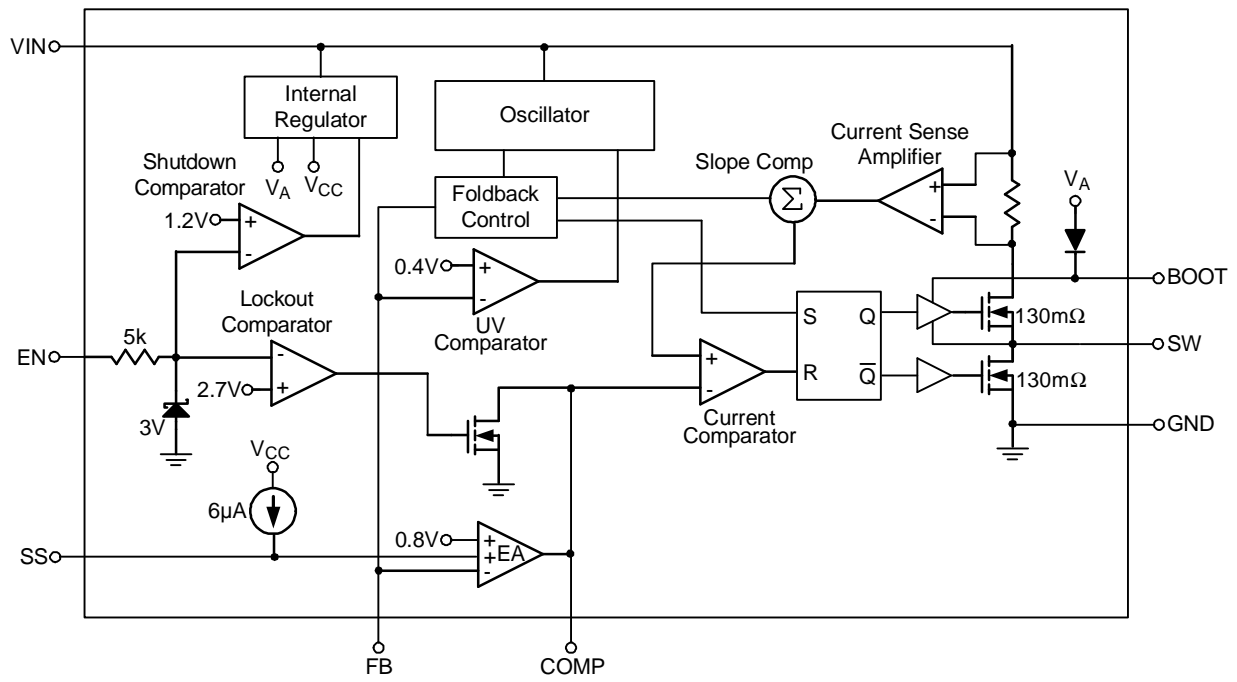 VIN
Internal
Regulator
Oscillator
Current Sense
Amplifier
Shutdown
Comparator
V_A
V_CC
Slope Comp
Foldback
Control
Σ
+
-
V_A
1.2V
+
-
0.4V
+
-
BOOT
Lockout
Comparator
UV
Comparator
S
Q
130mΩ
EN
5k
-
+
2.7V
+
-
R
Q̅
SW
130mΩ
3V
Current
Comparator
GND
V_CC
6µA
0.8V
+
SS
+
EA
-
FB
COMP